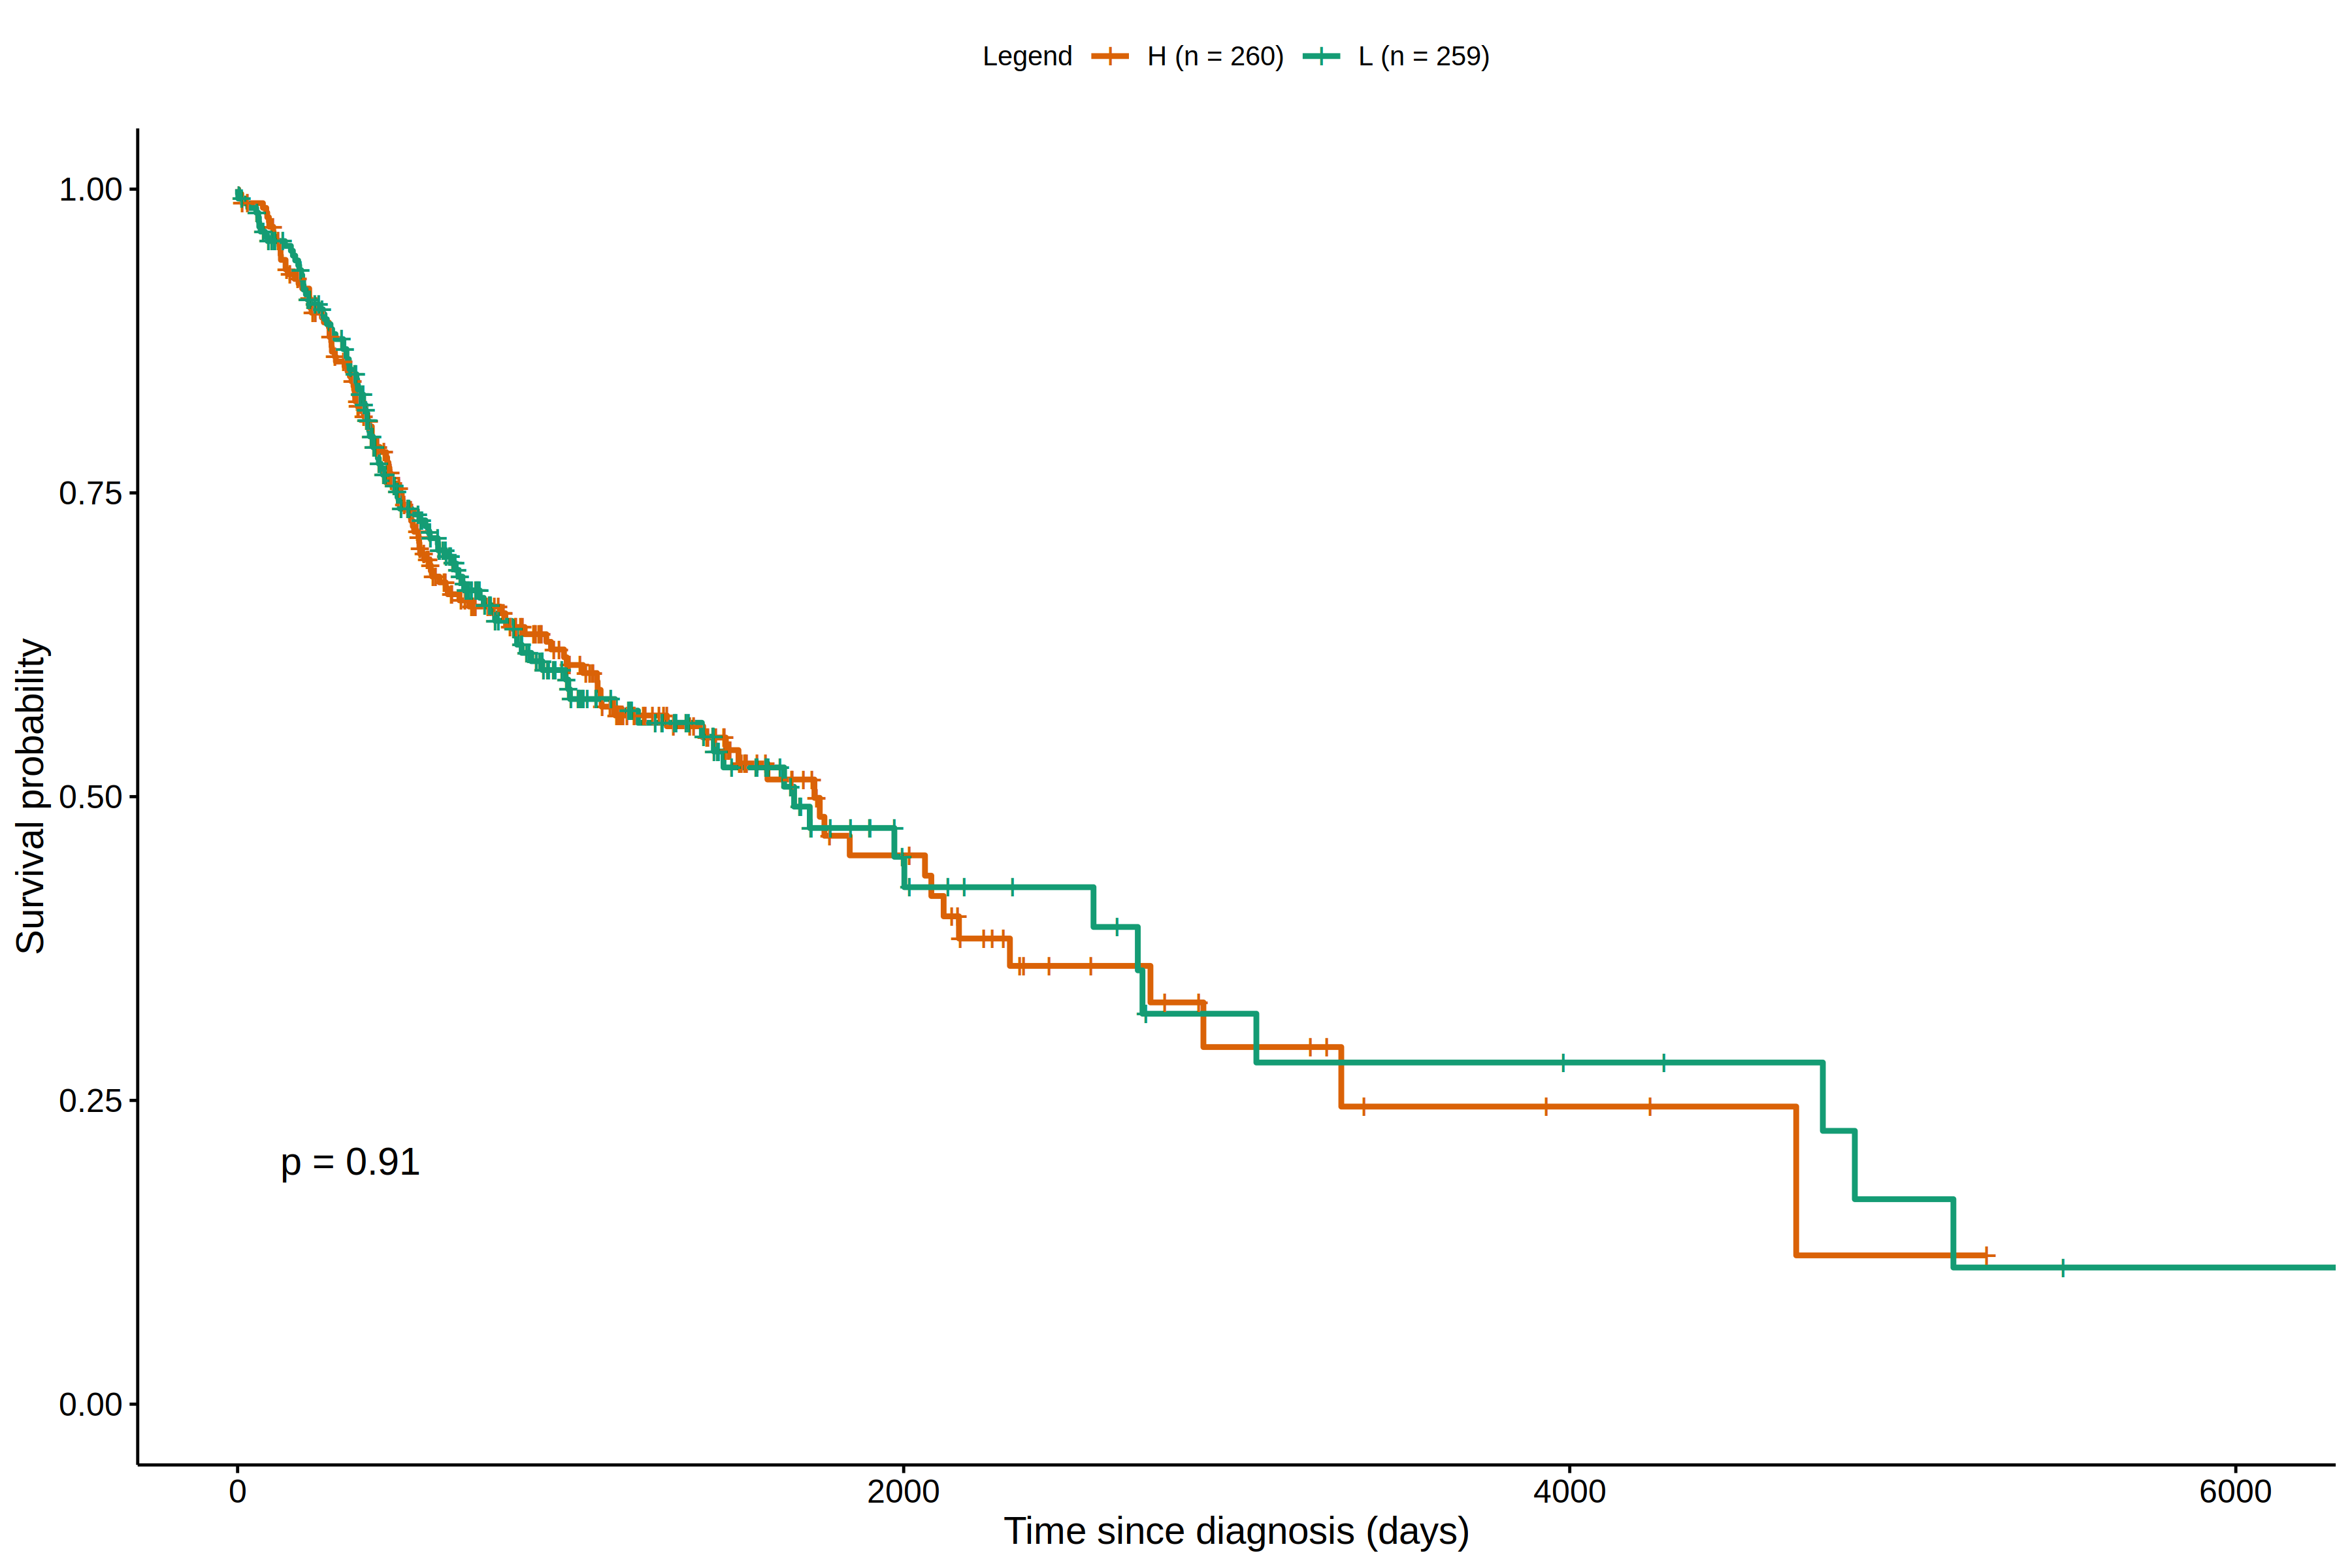 Legend H (n = 260) L (n = 259)
1.00
0.75
0.50
0.25
0.00
Survival probability
p = 0.91
0 2000 4000 6000
Time since diagnosis (days)